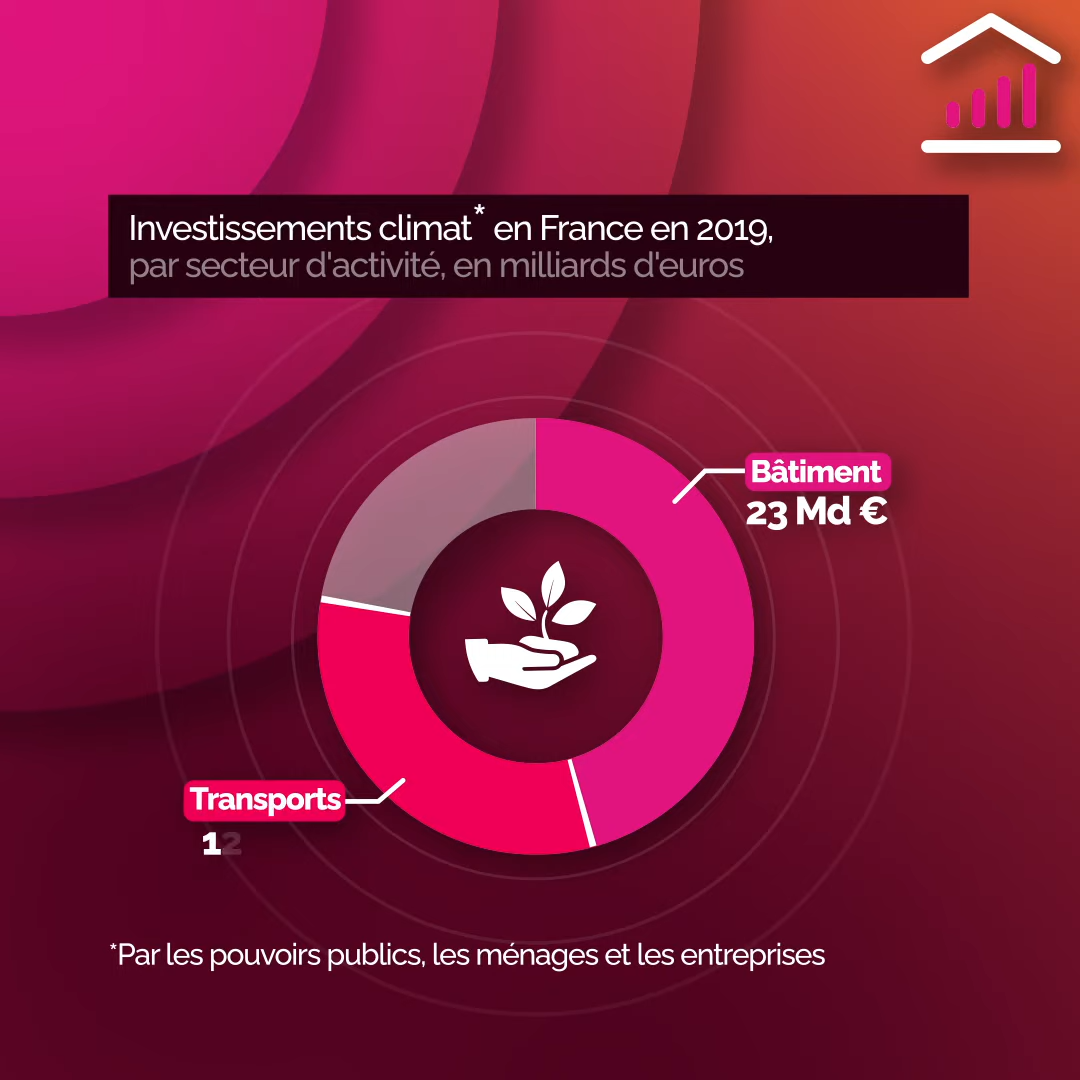 Investissements climat* en France en 2019,
par secteur d'activité, en milliards d'euros
Bâtiment
23 Md €
Transports
12
*Par les pouvoirs publics, les ménages et les entreprises